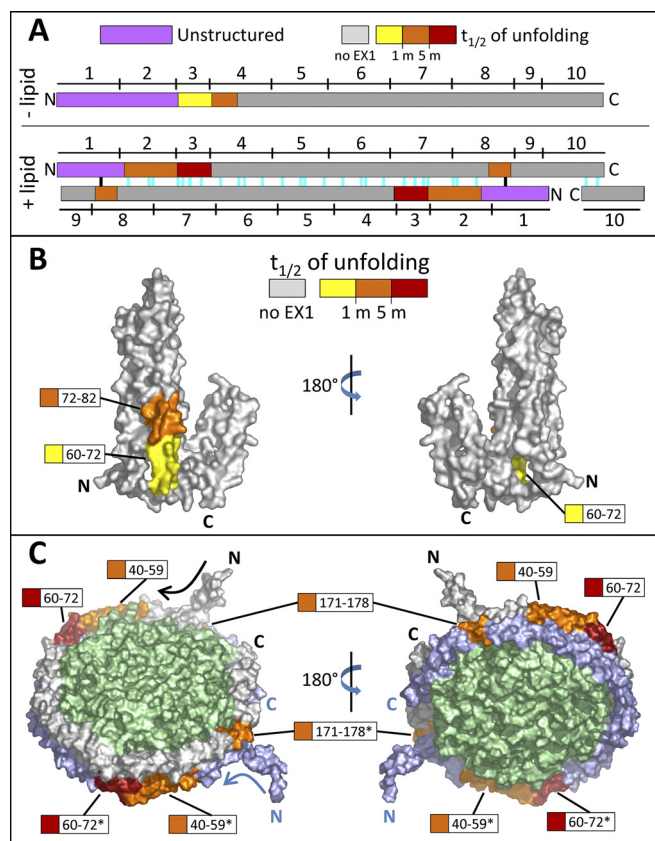 A
Unstructured
t1/2 of unfolding
no EX1
1 m 5 m
- lipid
1 2 3 4 5 6 7 8 9 10
N C
+ lipid
1 2 3 4 5 6 7 8 9 10
N C
N C
9 8 7 6 5 4 3 2 1 10
B
t1/2 of unfolding
no EX1
1 m 5 m
72-82
60-72
N
C
180°
N
C
60-72
C
N
40-59
60-72
171-178
C
C
180°
171-178*
N
60-72*
40-59*
N
40-59
60-72
C
C
N
40-59*
60-72*